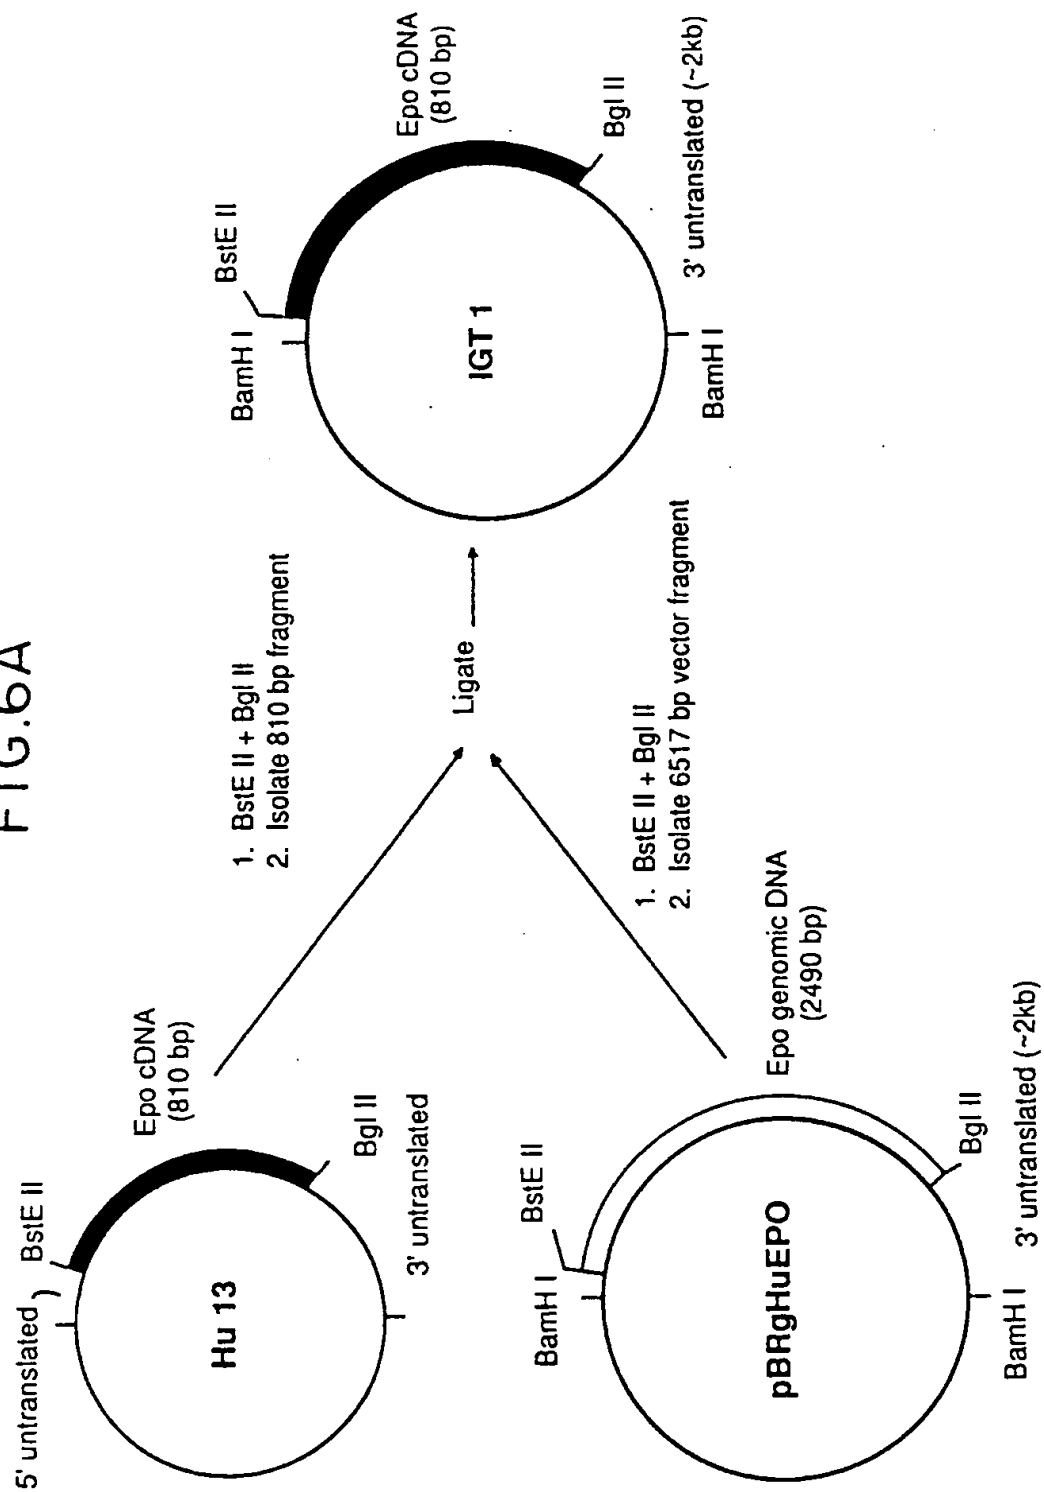 FIG.6A
5' untranslated
BstE II
Epo cDNA
(810 bp)
Hu 13
Bgl II
3' untranslated
1. BstE II + Bgl II
2. Isolate 810 bp fragment
BamH I
BstE II
Epo genomic DNA
(2490 bp)
pBRgHuEPO
Bgl II
3' untranslated (~2kb)
BamH I
1. BstE II + Bgl II
2. Isolate 6517 bp vector fragment
Ligate
BamH I
BstE II
Epo cDNA
(810 bp)
IGT 1
Bgl II
3' untranslated (~2kb)
BamH I